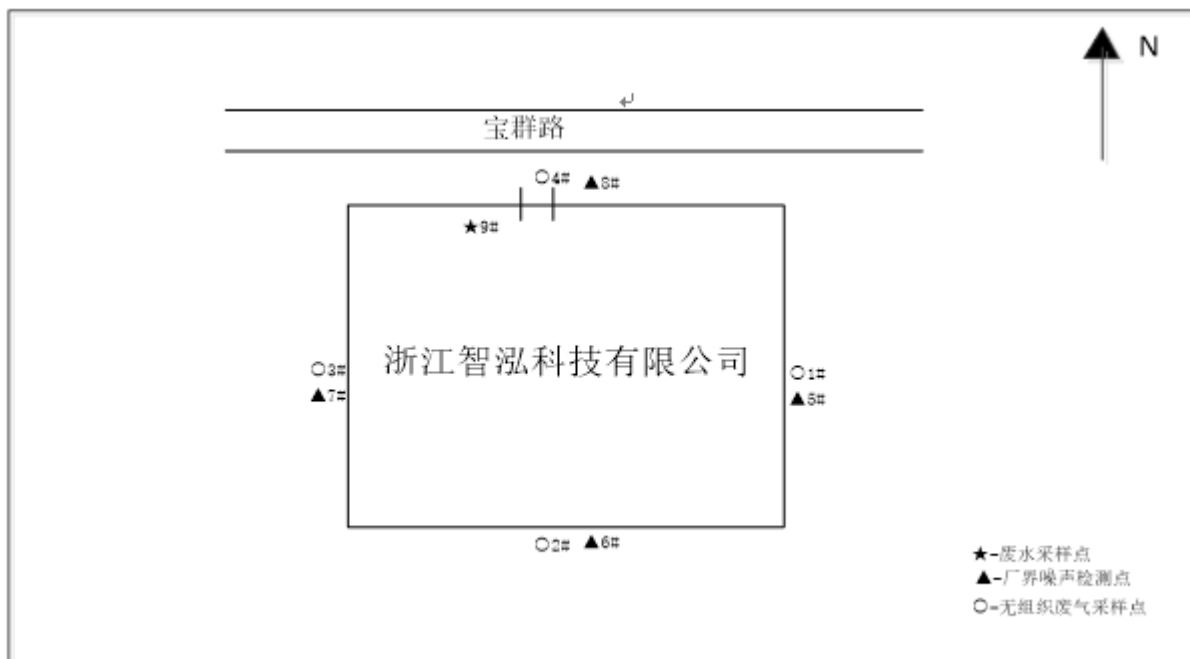 N
宝群路
○4# ▲8#
★9#
浙江智泓科技有限公司
○3#
▲7#
○1#
▲5#
○2# ▲6#
★-废水采样点
▲-厂界噪声检测点
○-无组织废气采样点